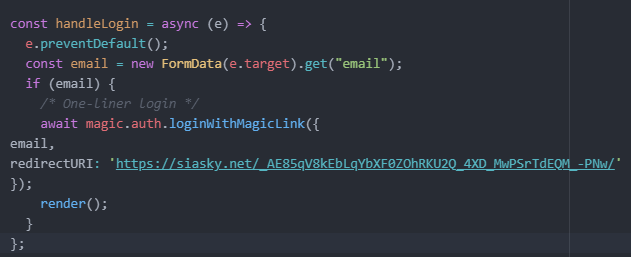 const handleLogin = async (e) => {
  e.preventDefault();
  const email = new FormData(e.target).get("email");
  if (email) {
    /* One-liner login */
    await magic.auth.loginWithMagicLink({
email,
redirectURI: 'https://siasky.net/_AE85qV8kEbLqYbXF0ZOhRKU2Q_4XD_MwPSrTdEQM_-PNw/'
});
    render();
  }
};